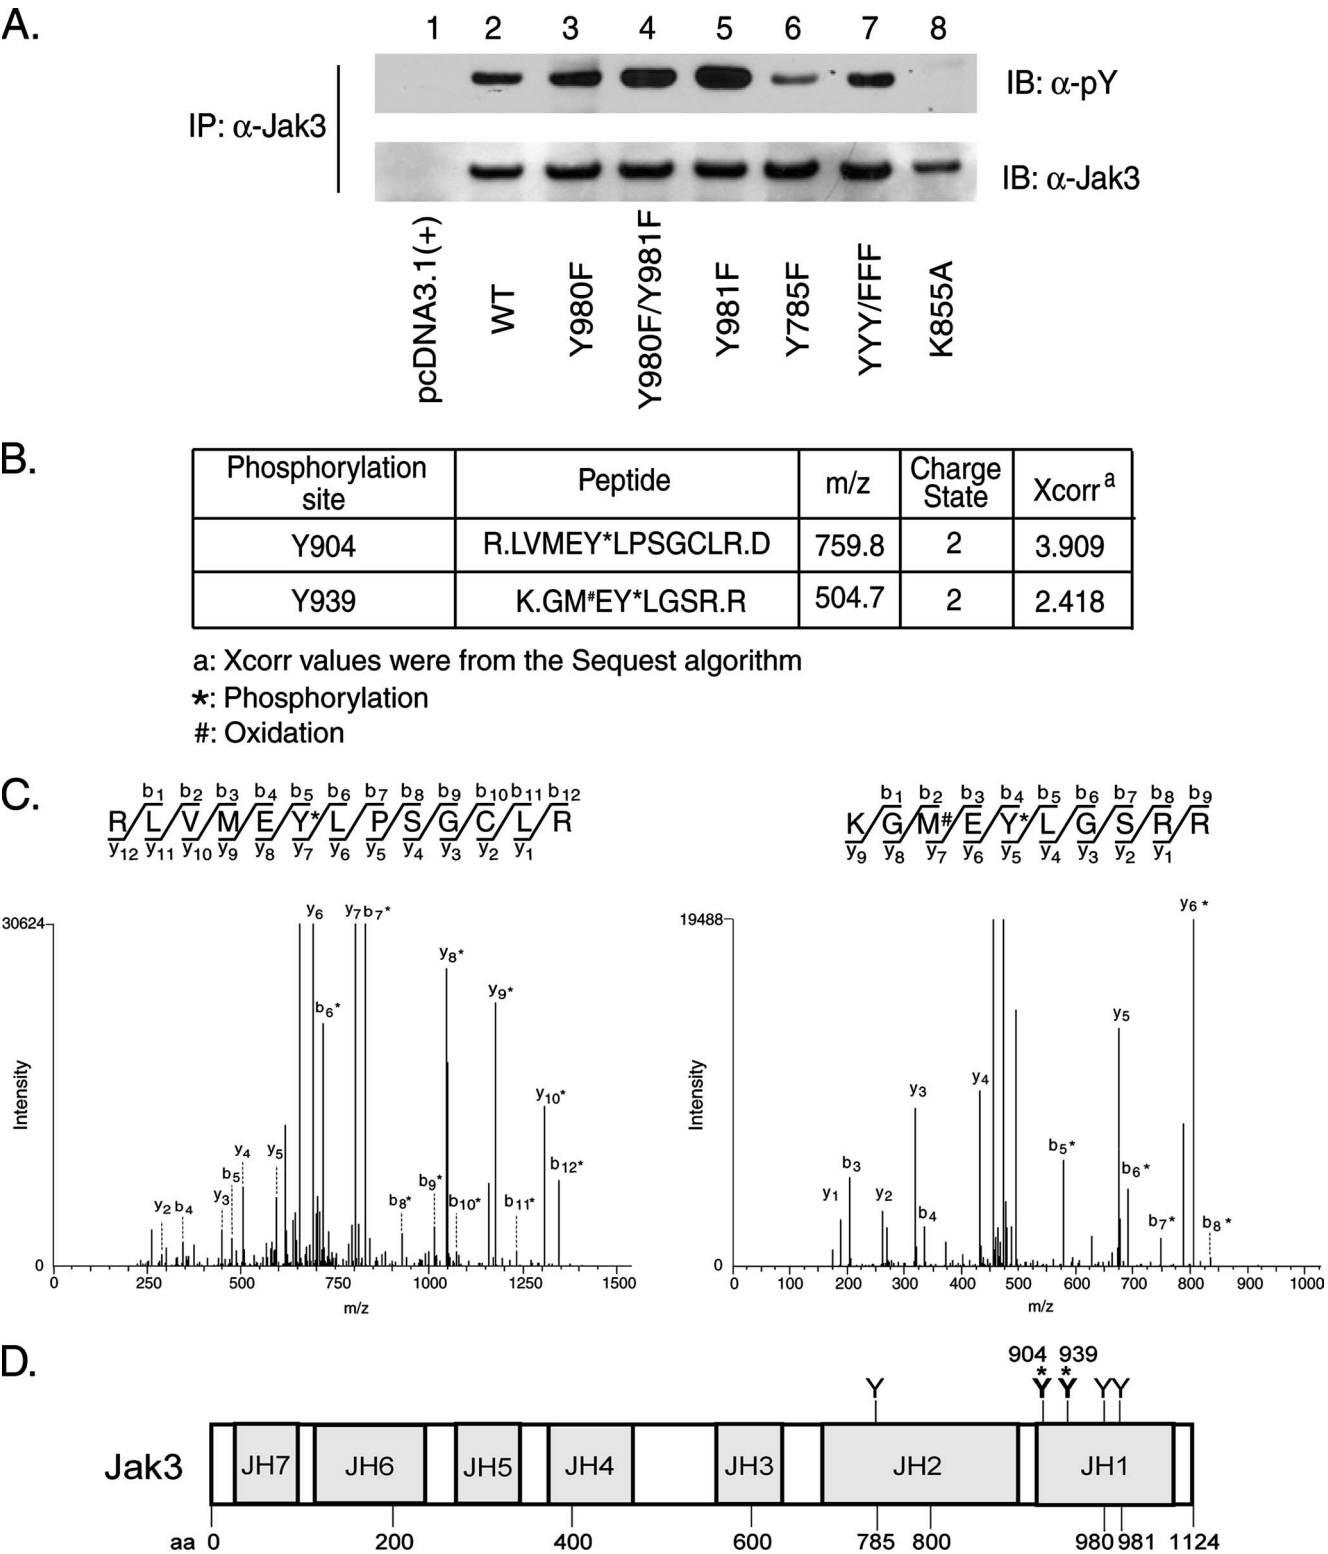 A.
1 2 3 4 5 6 7 8
IP: α-Jak3
IB: α-pY
IB: α-Jak3
pcDNA3.1(+)
WT
Y980F
Y980F/Y981F
Y981F
Y785F
YYY/FFF
K855A
B.
Phosphorylation site Peptide m/z Charge State Xcorr a
Y904 R.LVMEY*LPSGCLR.D 759.8 2 3.909
Y939 K.GM#EY*LGSR.R 504.7 2 2.418
a: Xcorr values were from the Sequest algorithm
*: Phosphorylation
#: Oxidation
C.
b1 b2 b3 b4 b5 b6 b7 b8 b9 b10 b11 b12
R L V M E Y* L P S G C L R
y12 y11 y10 y9 y8 y7 y6 y5 y4 y3 y2 y1
30624
Intensity
0
y2 b4 y3 b5 y4 y5 y6 b6* y7 b7* b8* b9* y8* b10* y9* b11* y10* b12*
0 250 500 750 1000 1250 1500
m/z
b1 b2 b3 b4 b5 b6 b7 b8 b9
K G M# E Y* L G S R R
y9 y8 y7 y6 y5 y4 y3 y2 y1
19488
Intensity
0
y1 b3 y2 y3 b4 y4 b5* y5 b6* b7* y6* b8*
0 100 200 300 400 500 600 700 800 900 1000
m/z
D.
904 939
* *
Y Y Y Y Y
Jak3
JH7 JH6 JH5 JH4 JH3 JH2 JH1
aa 0 200 400 600 785 800 980 981 1124